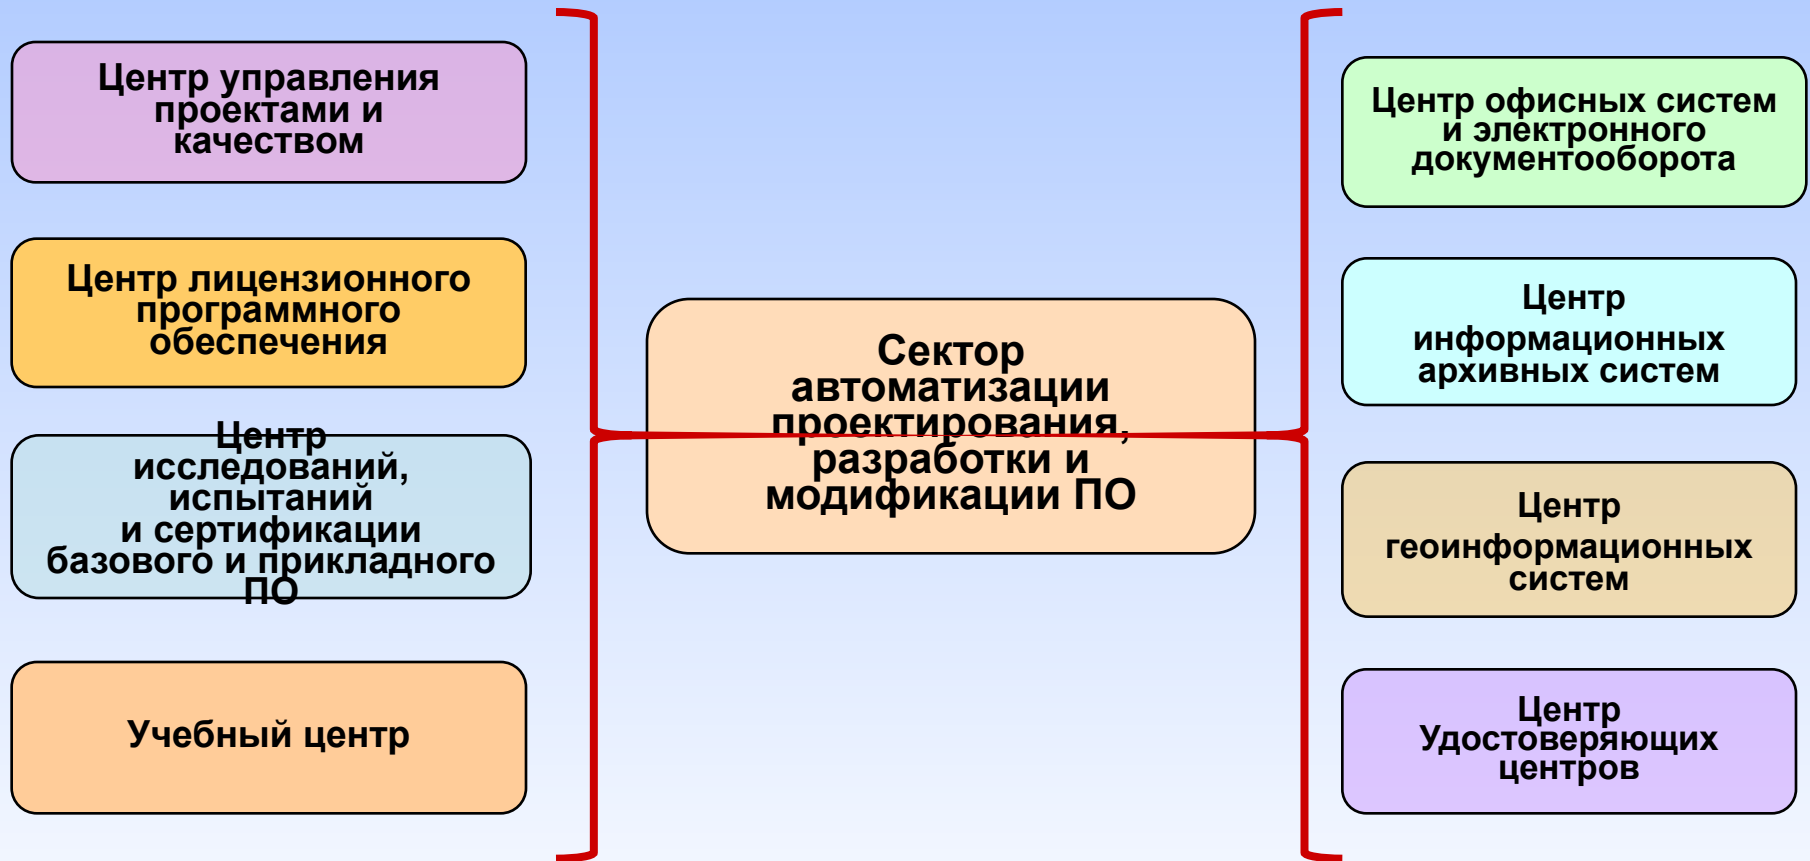 Центр управления
проектами и
качеством
Центр лицензионного
программного
обеспечения
Центр
исследований,
испытаний
и сертификации
базового и прикладного
ПО
Учебный центр
Сектор
автоматизации
проектирования,
разработки и
модификации ПО
Центр офисных систем
и электронного
документооборота
Центр
информационных
архивных систем
Центр
геоинформационных
систем
Центр
Удостоверяющих
центров